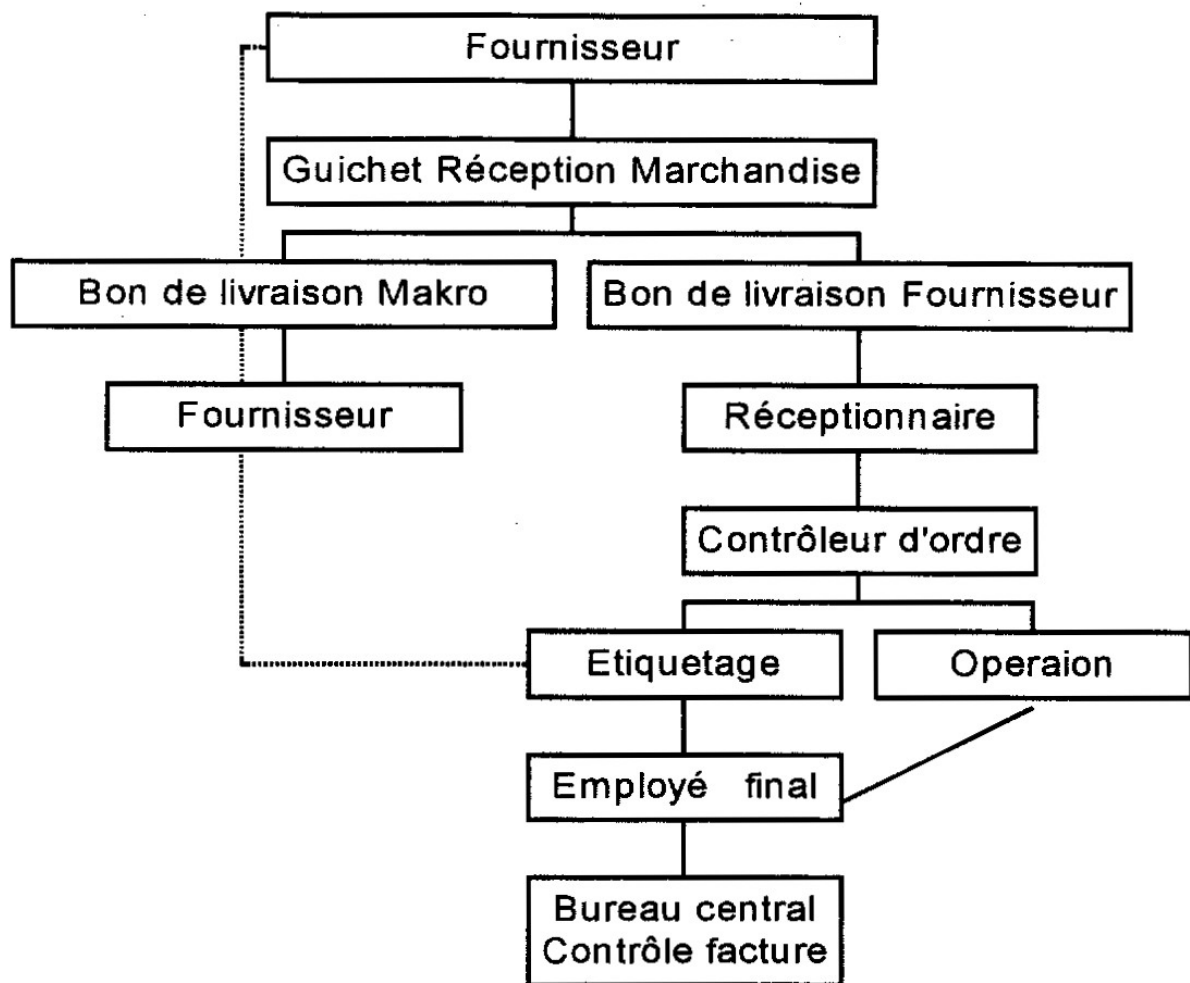 Fournisseur
Guichet Réception Marchandise
Bon de livraison Makro
Bon de livraison Fournisseur
Fournisseur
Réceptionnaire
Contrôleur d'ordre
Etiquetage
Operaion
Employé final
Bureau central
Contrôle facture